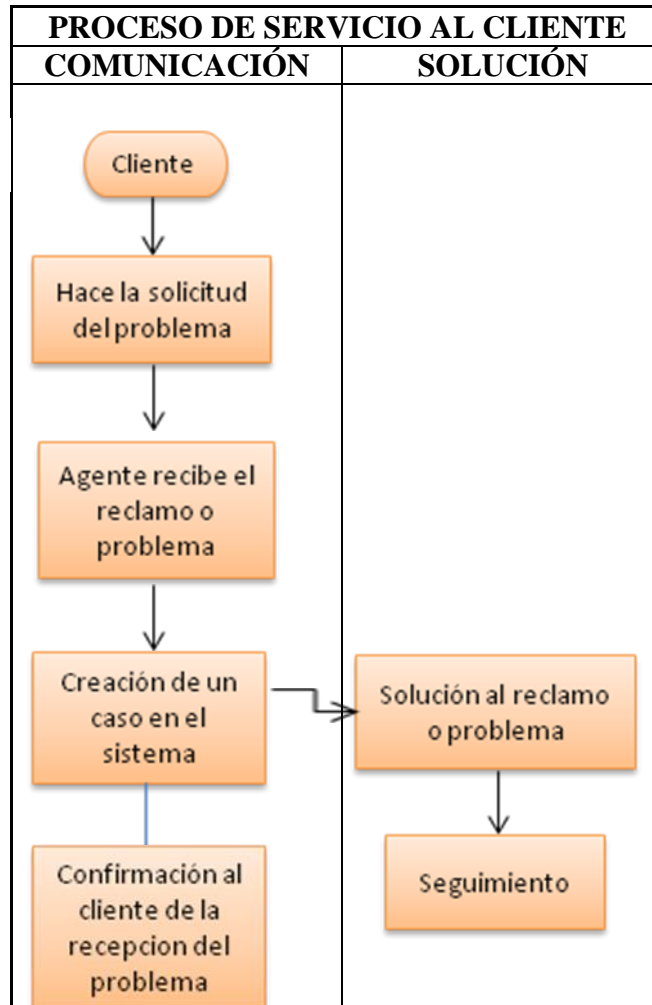 PROCESO DE SERVICIO AL CLIENTE
COMUNICACIÓN
SOLUCIÓN
Cliente
Hace la solicitud
del problema
Agente recibe el
reclamo o
problema
Creación de un
caso en el
sistema
Confirmación al
cliente de la
recepcion del
problema
Solución al reclamo
o problema
Seguimiento